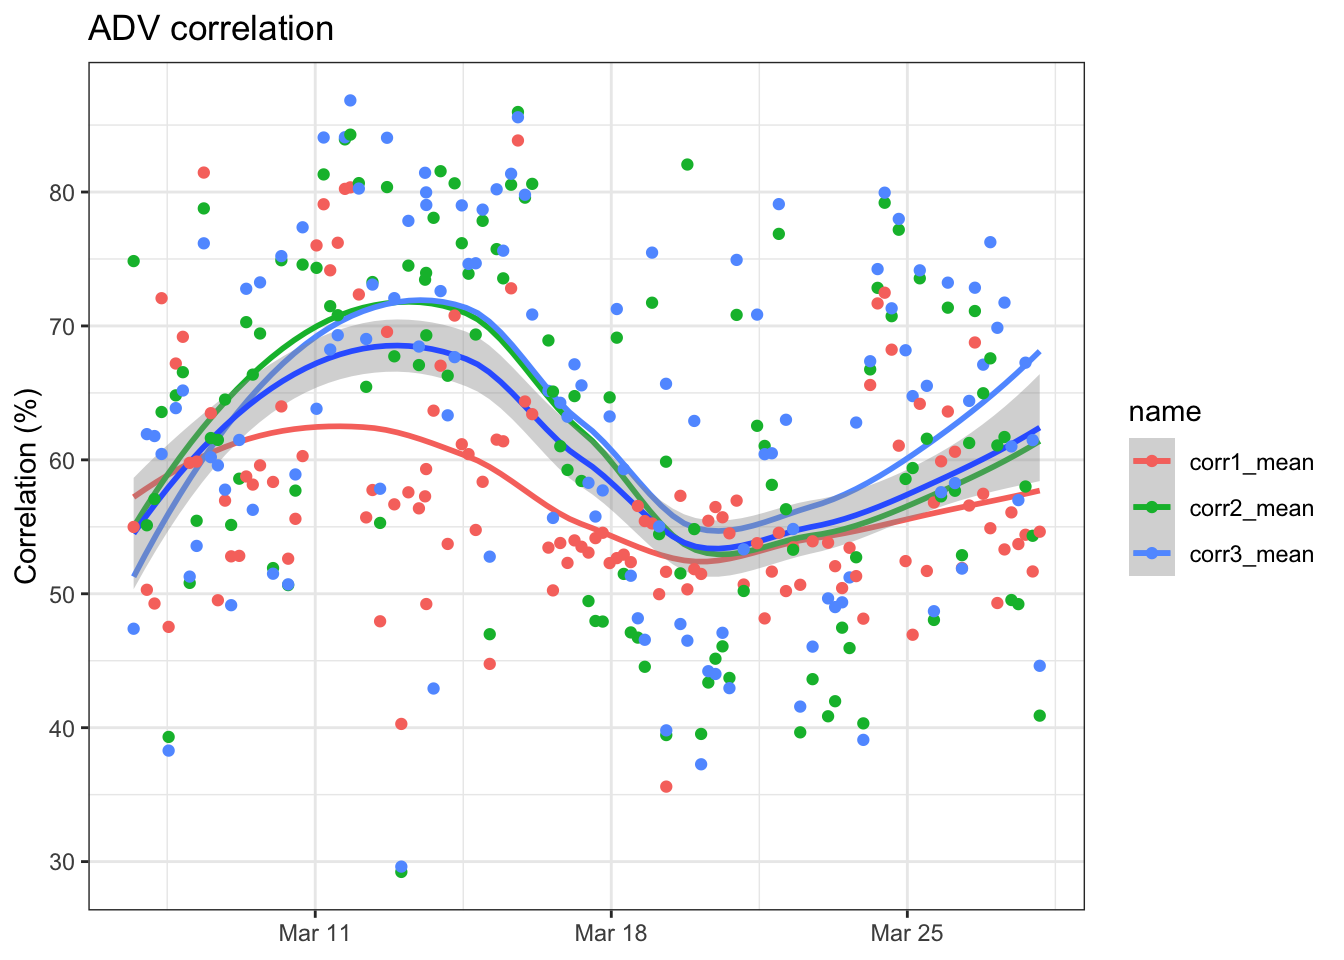 ADV correlation
Correlation (%)
80
70
60
50
40
30
Mar 11
Mar 18
Mar 25
name
corr1_mean
corr2_mean
corr3_mean